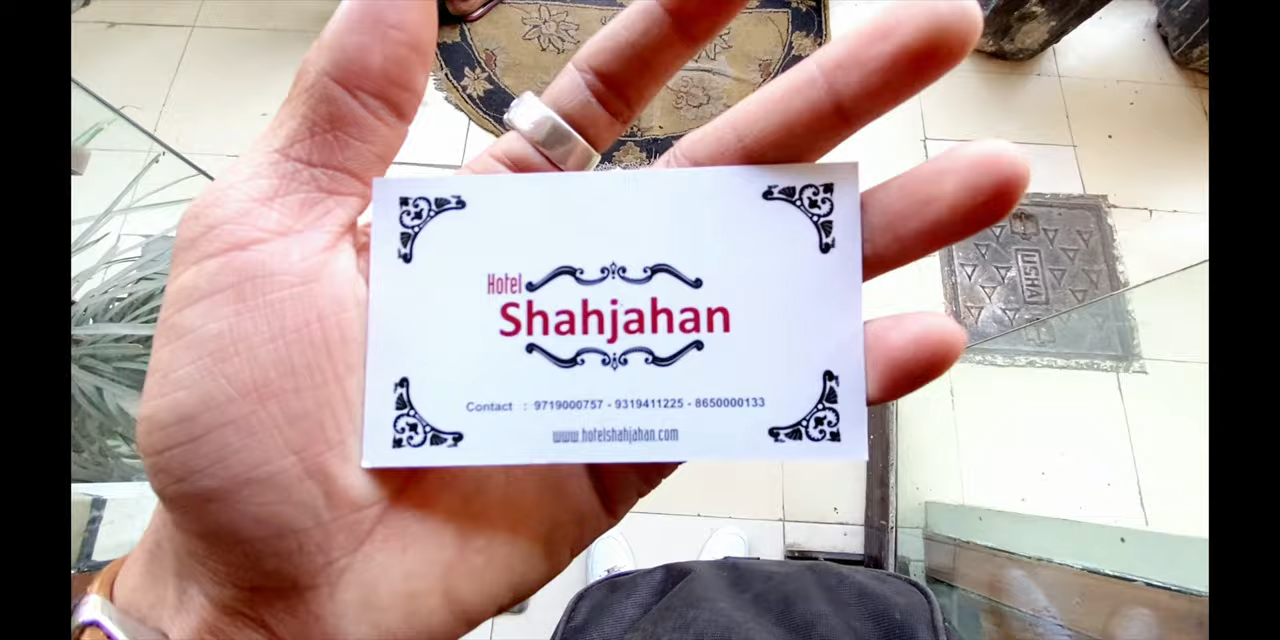 Hotel
Shahjahan
Contact : 9719000757 - 9319411225 - 8650000133
www.hotelshahjahan.com
USHA